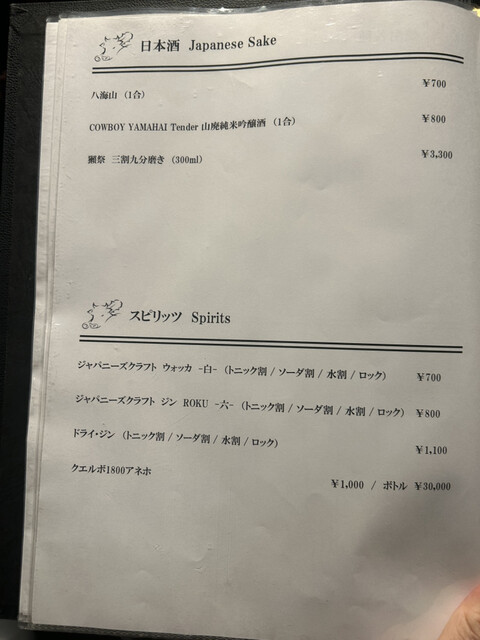 日本酒 Japanese Sake
八海山 (1合) ¥700
COWBOY YAMAHAI Tender 山廃純米吟醸酒 (1合) ¥800
獺祭 三割九分磨き (300ml) ¥3,300
スピリッツ Spirits
ジャパニーズクラフト ウォッカ -白- (トニック割 / ソーダ割 / 水割 / ロック) ¥700
ジャパニーズクラフト ジン ROKU -六- (トニック割 / ソーダ割 / 水割 / ロック) ¥800
ドライ・ジン (トニック割 / ソーダ割 / 水割 / ロック) ¥1,100
クエルボ1800アネホ ¥1,000 / ボトル ¥30,000